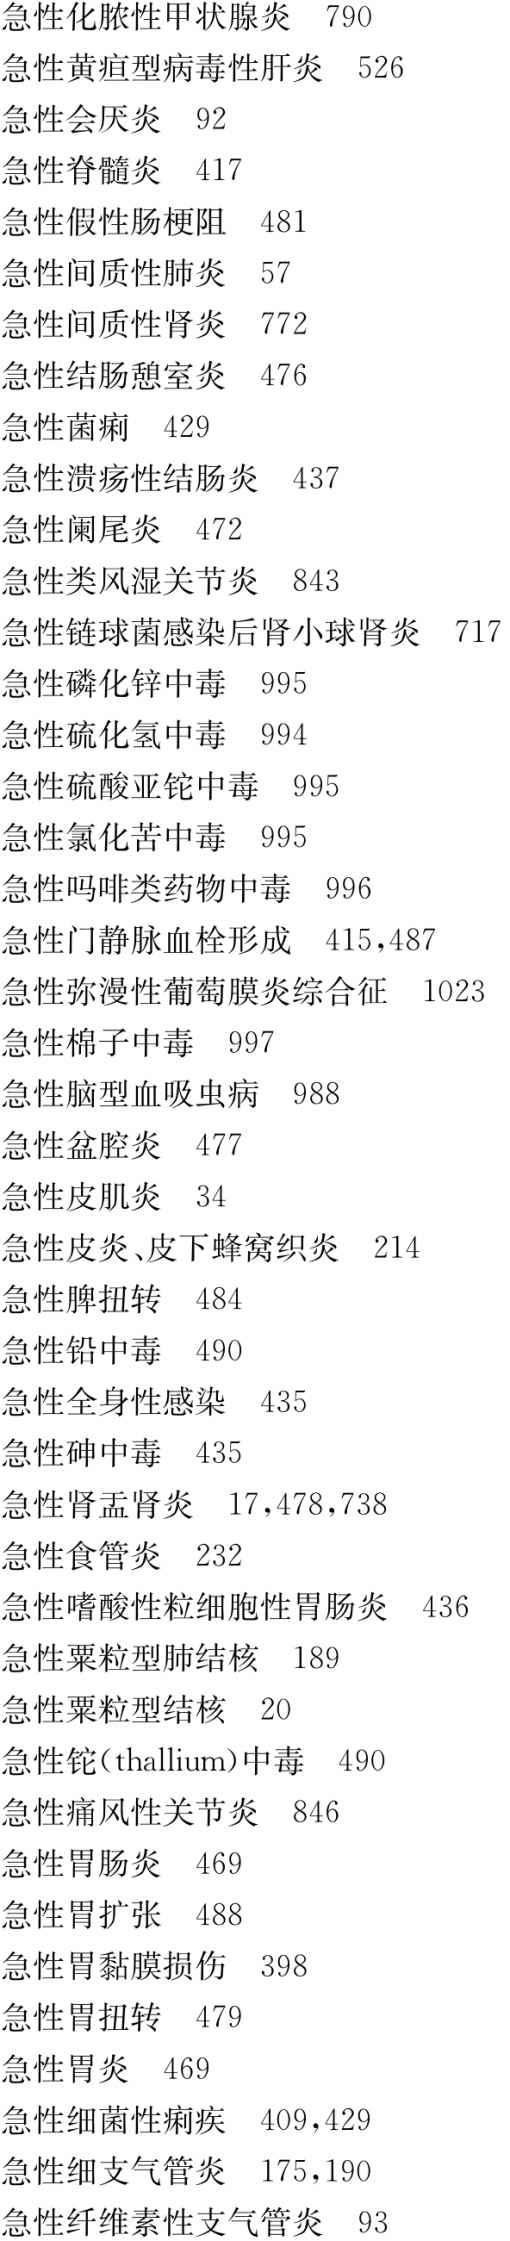 急性化脓性甲状腺炎　790
急性黄疸型病毒性肝炎　526
急性会厌炎　92
急性脊髓炎　417
急性假性肠梗阻　481
急性间质性肺炎　57
急性间质性肾炎　772
急性结肠憩室炎　476
急性菌痢　429
急性溃疡性结肠炎　437
急性阑尾炎　472
急性类风湿关节炎　843
急性链球菌感染后肾小球肾炎　717
急性磷化锌中毒　995
急性硫化氢中毒　994
急性硫酸亚铊中毒　995
急性氯化苦中毒　995
急性吗啡类药物中毒　996
急性门静脉血栓形成　415,487
急性弥漫性葡萄膜炎综合征　1023
急性棉子中毒　997
急性脑型血吸虫病　988
急性盆腔炎　477
急性皮肌炎　34
急性皮炎、皮下蜂窝织炎　214
急性脾扭转　484
急性铅中毒　490
急性全身性感染　435
急性砷中毒　435
急性肾盂肾炎　17,478,738
急性食管炎　232
急性嗜酸性粒细胞性胃肠炎　436
急性粟粒型肺结核　189
急性粟粒型结核　20
急性铊(thallium)中毒　490
急性痛风性关节炎　846
急性胃肠炎　469
急性胃扩张　488
急性胃黏膜损伤　398
急性胃扭转　479
急性胃炎　469
急性细菌性痢疾　409,429
急性细支气管炎　175,190
急性纤维素性支气管炎　93